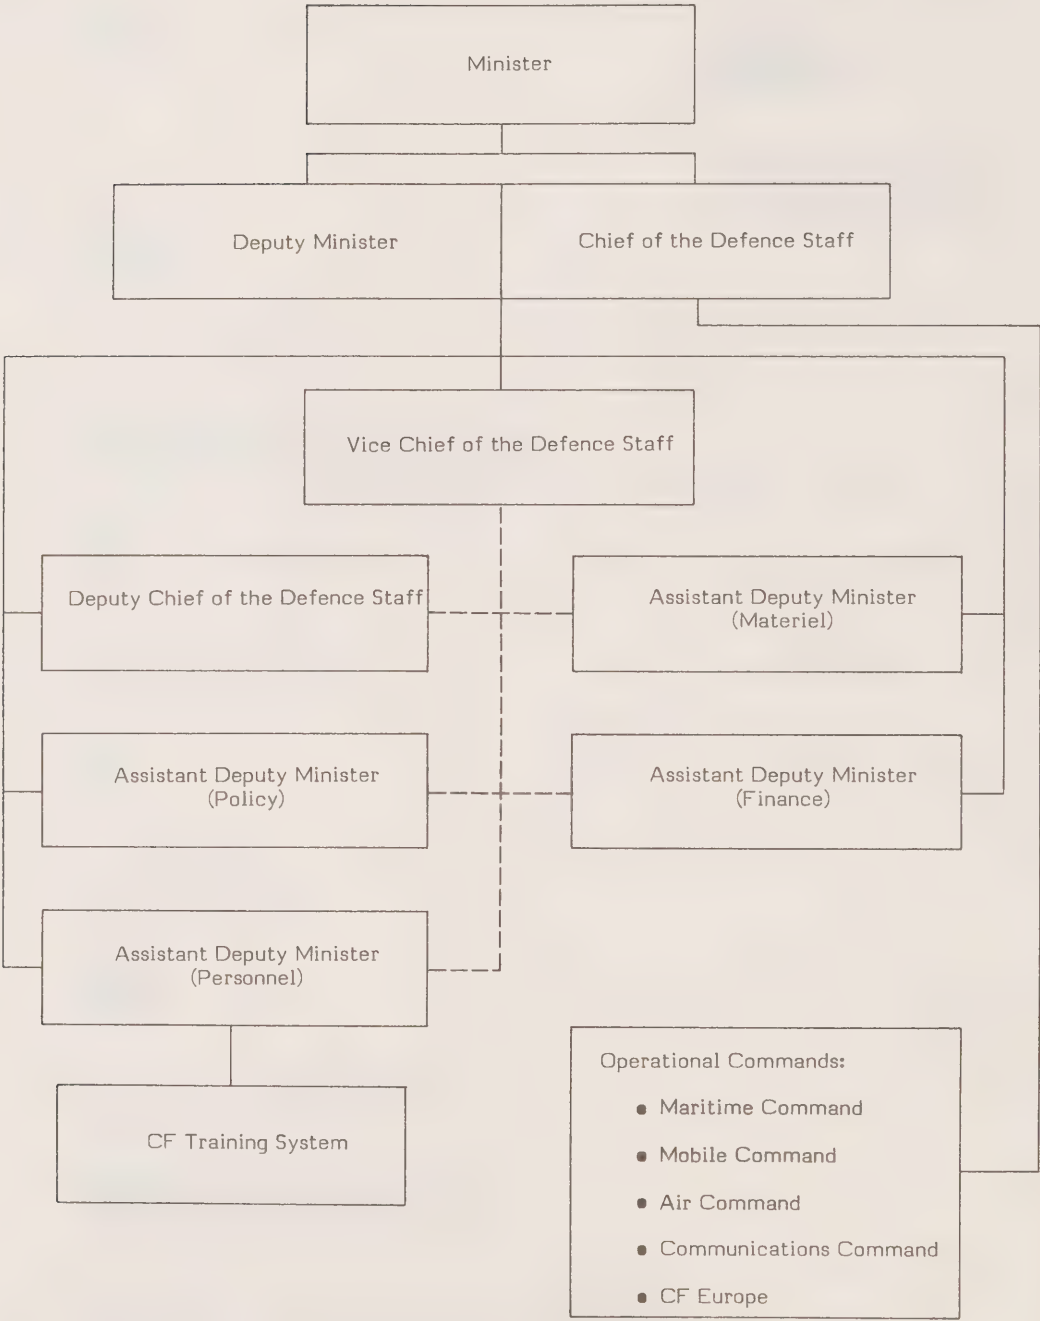 Minister
Deputy Minister
Chief of the Defence Staff
Vice Chief of the Defence Staff
Deputy Chief of the Defence Staff
Assistant Deputy Minister
(Materiel)
Assistant Deputy Minister
(Policy)
Assistant Deputy Minister
(Finance)
Assistant Deputy Minister
(Personnel)
CF Training System
Operational Commands:
• Maritime Command
• Mobile Command
• Air Command
• Communications Command
• CF Europe